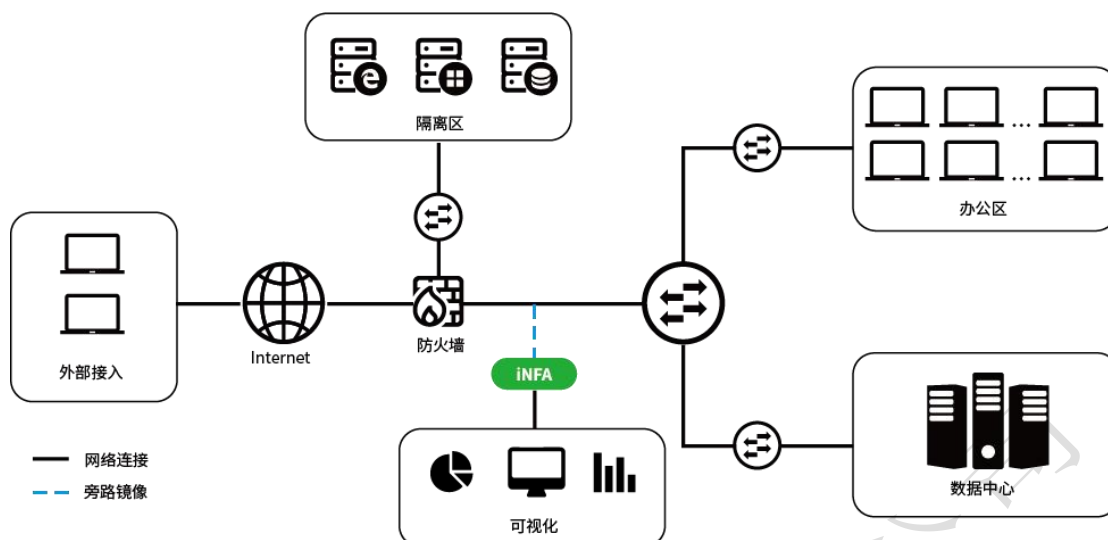 隔离区
办公区
外部接入
Internet
防火墙
iNFA
网络连接
旁路镜像
可视化
数据中心